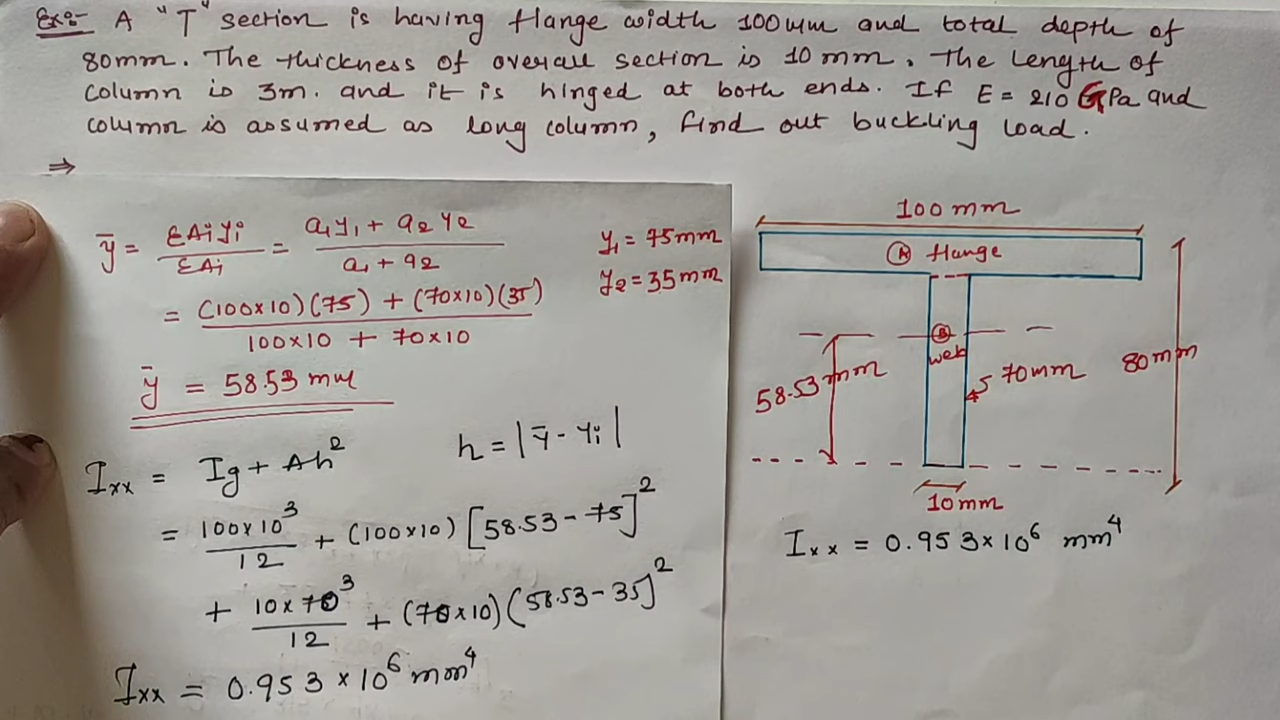 Ex:- A "T" section is having flange width 100mm and total depth of
80mm. The thickness of overall section is 10 mm. The length of
column is 3m. and it is hinged at both ends. If E = 210 GPa and
column is assumed as long column, find out buckling load.
⇒
ȳ = ΣAiyi / ΣAi = a₁y₁ + a₂y₂ / a₁ + a₂
y₁ = 75mm
y₂ = 35mm
= (100×10)(75) + (70×10)(35) / 100×10 + 70×10
ȳ = 58.53 mm
Ixx = Ig + Ah²
h = |ȳ - yi|
= 100×10³/12 + (100×10) [58.53 - 75]²
+ 10×70³/12 + (70×10) (58.53 - 35]²
Ixx = 0.953 × 10⁶ mm⁴
100 mm
A flange
B
web
58.53 mm
70mm
80mm
10mm
Ixx = 0.953×10⁶ mm⁴